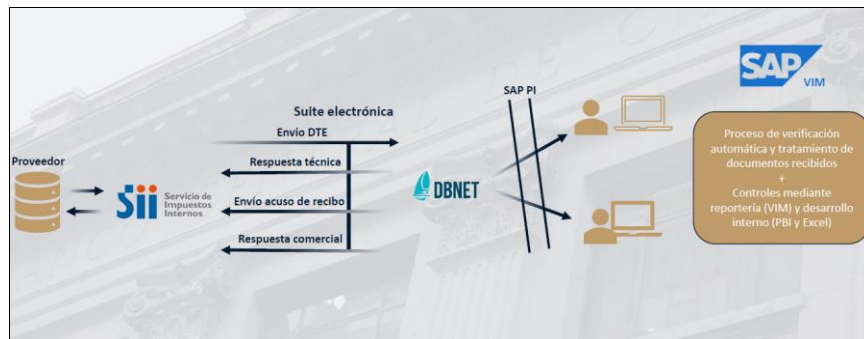 Proveedor
Sii
Servicio de
Impuestos
Internos
Suite electrónica
Envío DTE
Respuesta técnica
Envío acuso de recibo
Respuesta comercial
DBNET
SAP PI
SAP
VIM
Proceso de verificación
automática y tratamiento de
documentos recibidos
+
Controles mediante
reportería (VIM) y desarrollo
interno (PBI y Excel)